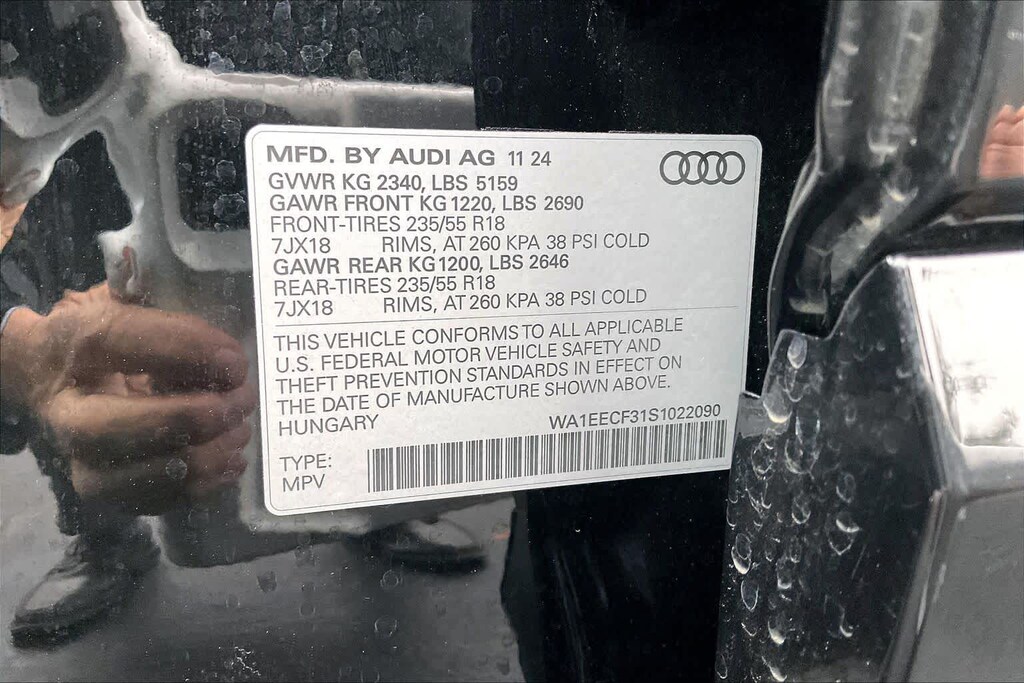 MFD. BY AUDI AG 11 24
GVWR KG 2340, LBS 5159
GAWR FRONT KG 1220, LBS 2690
FRONT-TIRES 235/55 R18
7JX18 RIMS, AT 260 KPA 38 PSI COLD
GAWR REAR KG 1200, LBS 2646
REAR-TIRES 235/55 R18
7JX18 RIMS, AT 260 KPA 38 PSI COLD
THIS VEHICLE CONFORMS TO ALL APPLICABLE
U.S. FEDERAL MOTOR VEHICLE SAFETY AND
THEFT PREVENTION STANDARDS IN EFFECT ON
THE DATE OF MANUFACTURE SHOWN ABOVE.
HUNGARY WA1EECF31S1022090
TYPE:
MPV